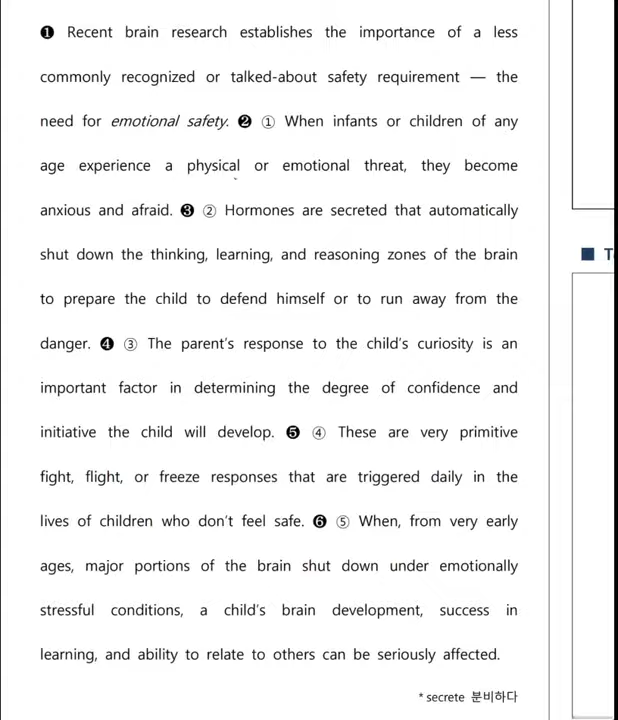 ❶ Recent brain research establishes the importance of a less
commonly recognized or talked-about safety requirement — the
need for emotional safety. ❷ ① When infants or children of any
age experience a physical or emotional threat, they become
anxious and afraid. ❸ ② Hormones are secreted that automatically
shut down the thinking, learning, and reasoning zones of the brain
to prepare the child to defend himself or to run away from the
danger. ❹ ③ The parent's response to the child's curiosity is an
important factor in determining the degree of confidence and
initiative the child will develop. ❺ ④ These are very primitive
fight, flight, or freeze responses that are triggered daily in the
lives of children who don't feel safe. ❻ ⑤ When, from very early
ages, major portions of the brain shut down under emotionally
stressful conditions, a child's brain development, success in
learning, and ability to relate to others can be seriously affected.
* secrete 분비하다